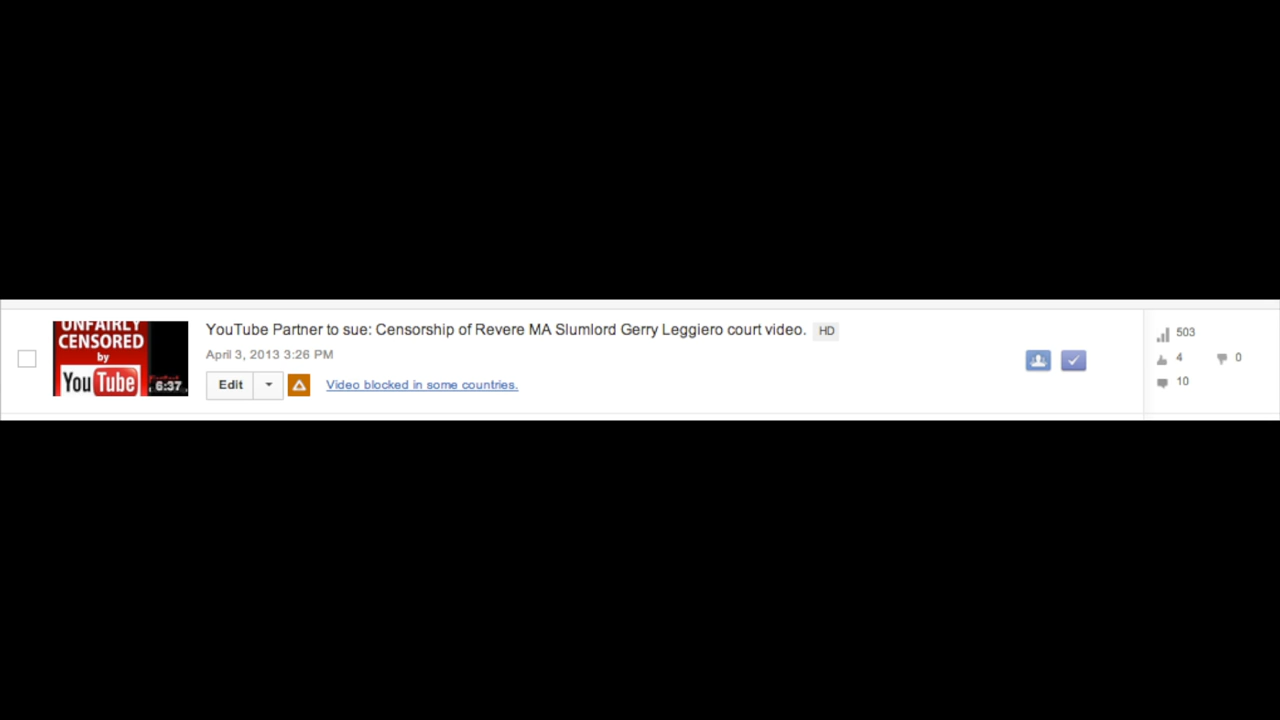 UNFAIRLY
CENSORED
by
YouTube
6:37
YouTube Partner to sue: Censorship of Revere MA Slumlord Gerry Leggiero court video. HD
April 3, 2013 3:26 PM
Edit
Video blocked in some countries.
503
4 0
10